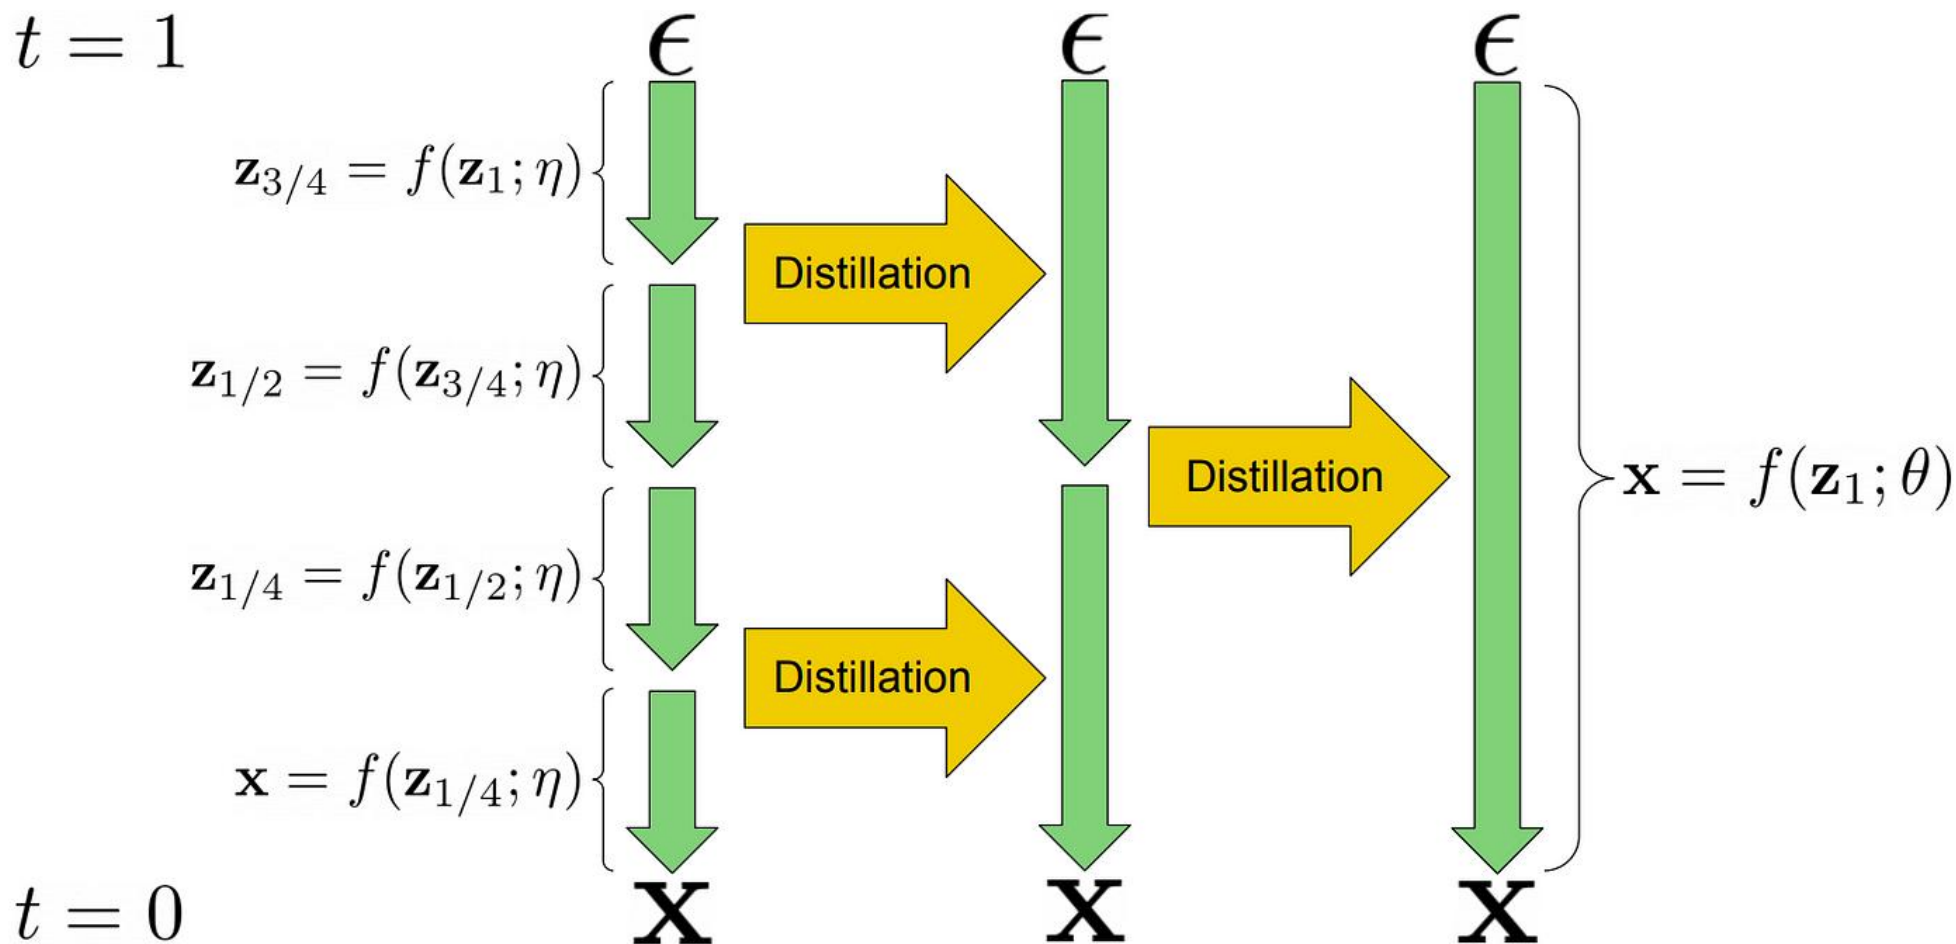 t = 1
ϵ
ϵ
ϵ
z_{3/4} = f(z_1; η)
Distillation
z_{1/2} = f(z_{3/4}; η)
Distillation
x = f(z_1; θ)
z_{1/4} = f(z_{1/2}; η)
Distillation
x = f(z_{1/4}; η)
t = 0
x
x
x